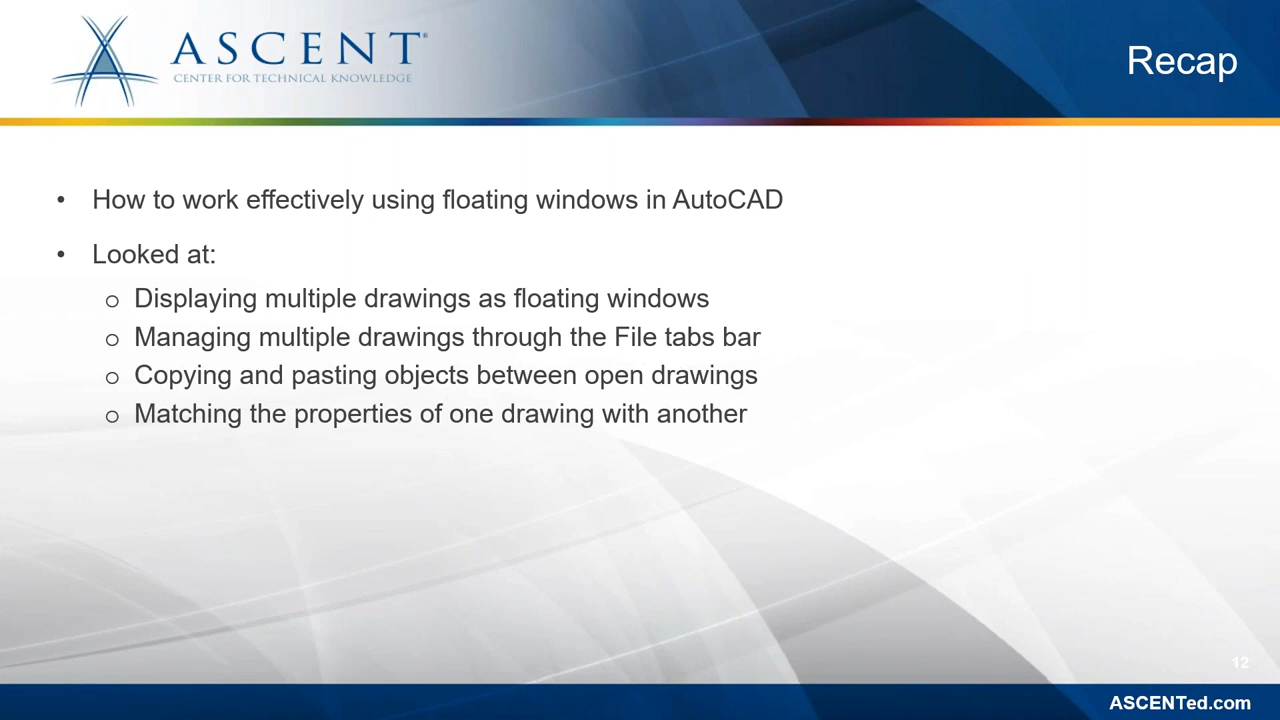 ASCENT®
CENTER FOR TECHNICAL KNOWLEDGE
Recap
• How to work effectively using floating windows in AutoCAD
• Looked at:
o Displaying multiple drawings as floating windows
o Managing multiple drawings through the File tabs bar
o Copying and pasting objects between open drawings
o Matching the properties of one drawing with another
12
ASCENTed.com